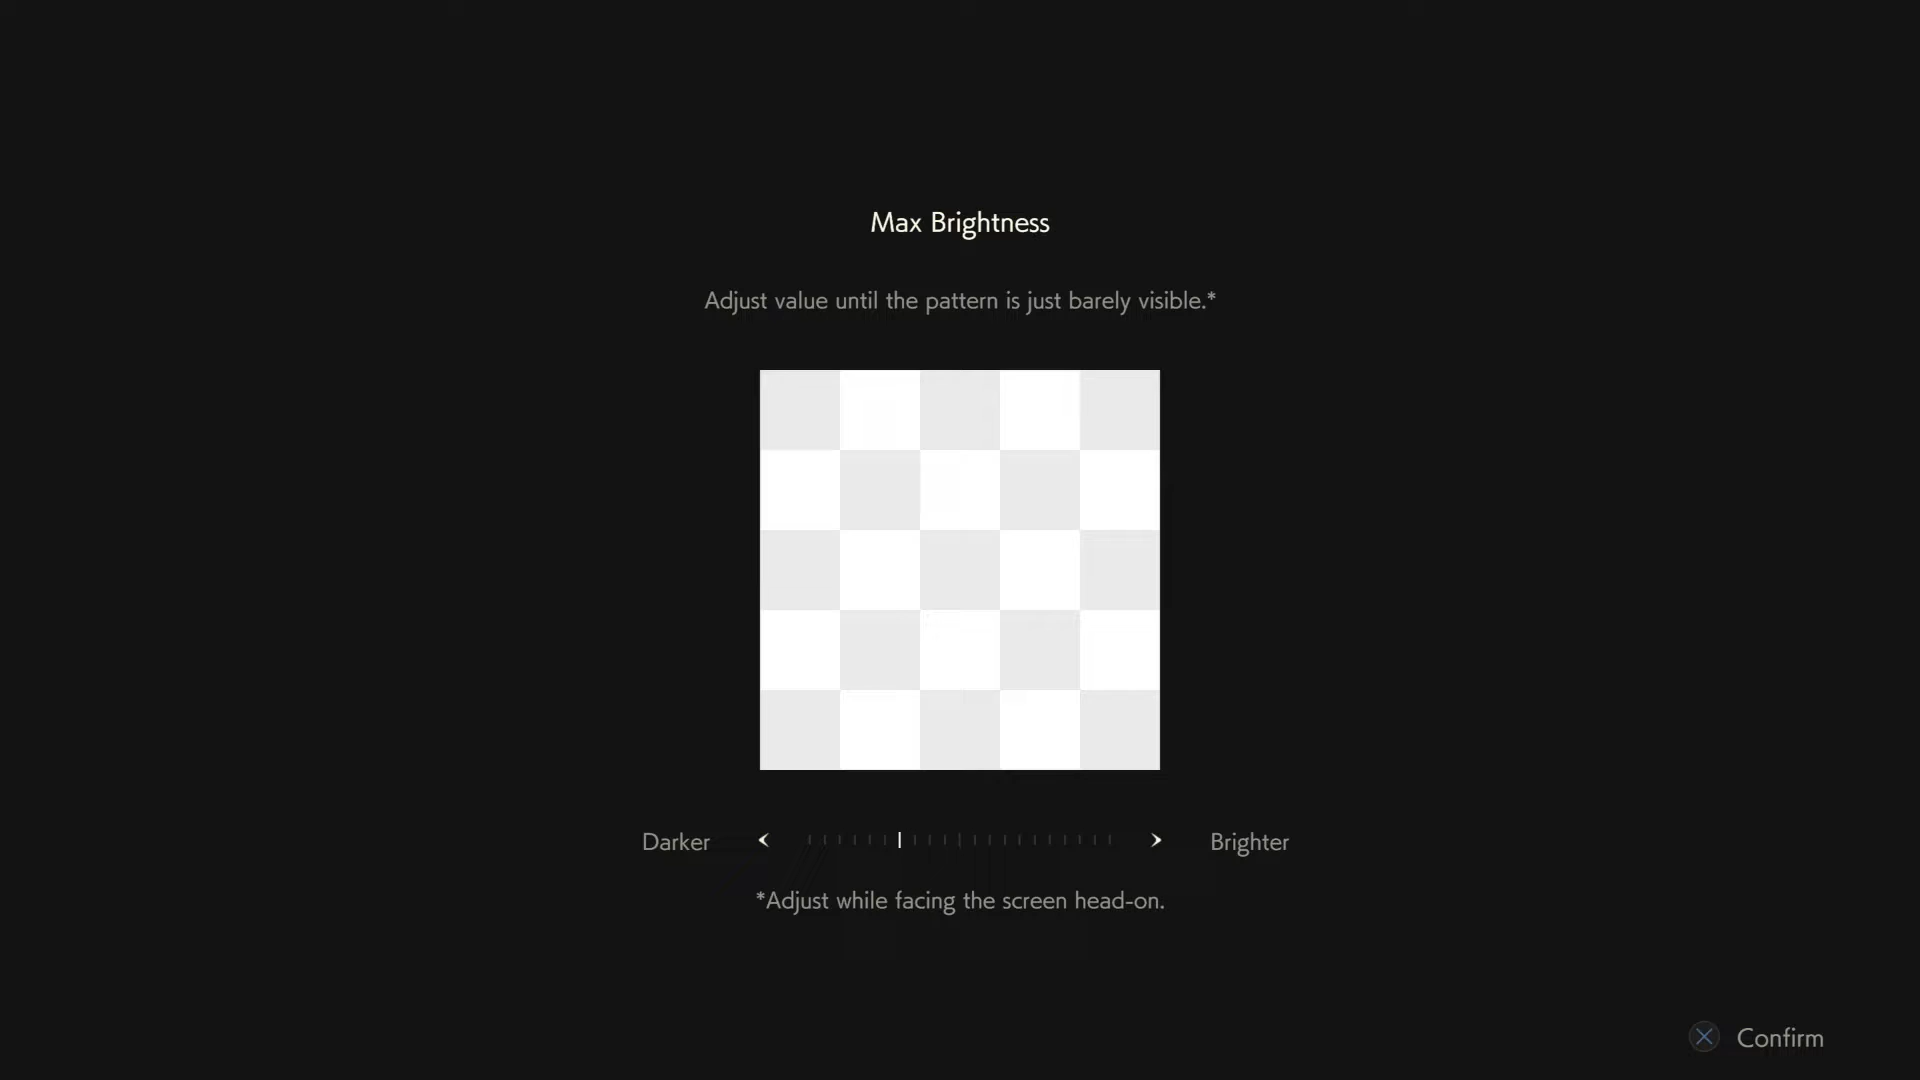 Max Brightness
Adjust value until the pattern is just barely visible.*
Darker
Brighter
*Adjust while facing the screen head-on.
Confirm